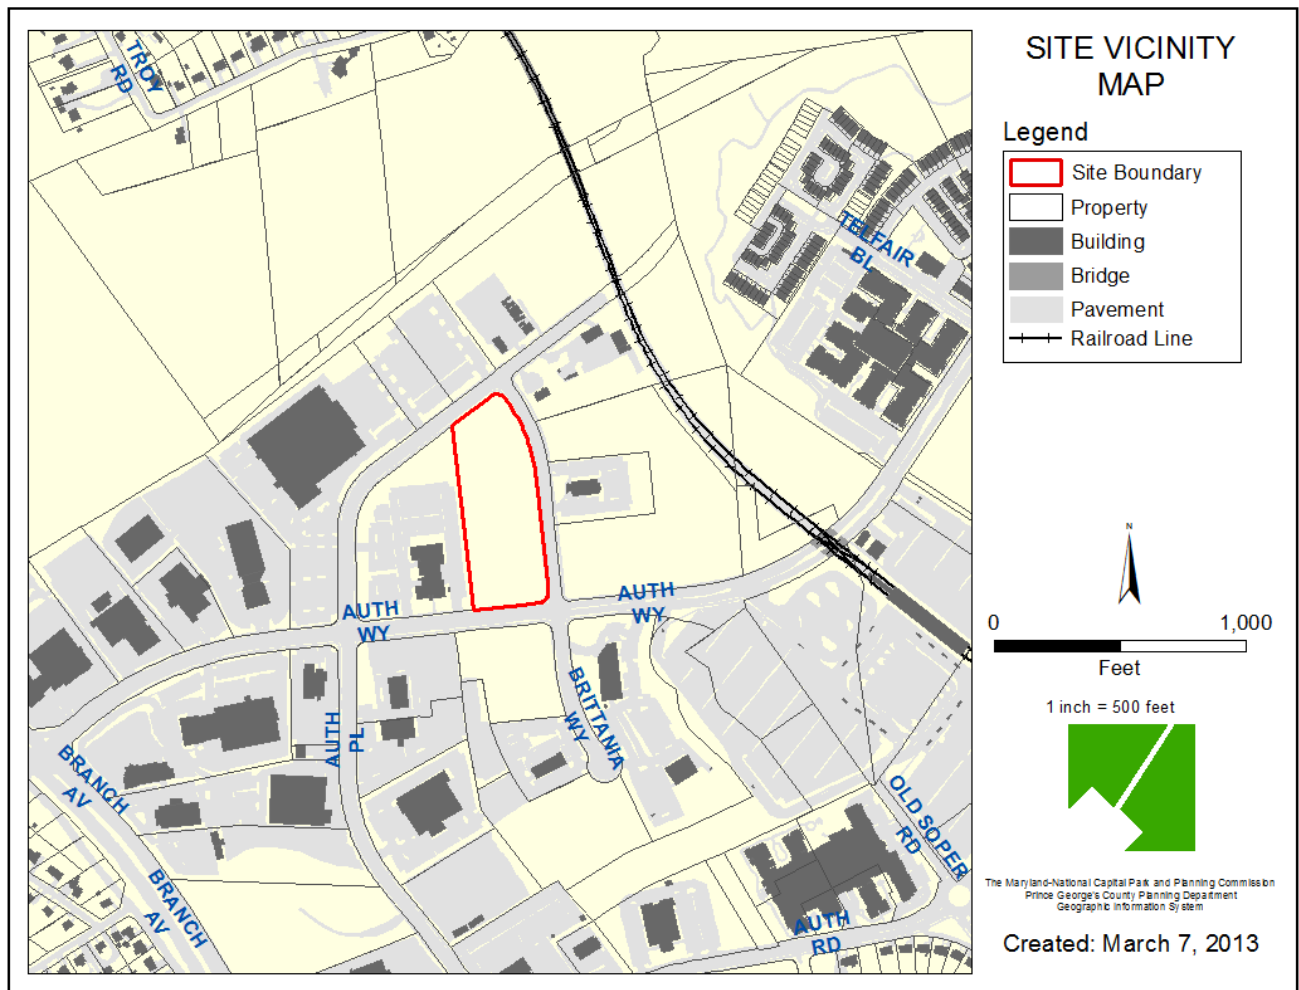 TROY
RD
TELFAIR
BL
AUTH
WY
AUTH
WY
BRITTANIA
WY
AUTH
PL
BRANCH
AV
BRANCH
AV
OLD SOPER
RD
AUTH
RD
SITE VICINITY
MAP
Legend
Site Boundary
Property
Building
Bridge
Pavement
Railroad Line
N
0 1,000
Feet
1 inch = 500 feet
The Maryland-National Capital Park and Planning Commission
Prince George's County Planning Department
Geographic Information System
Created: March 7, 2013